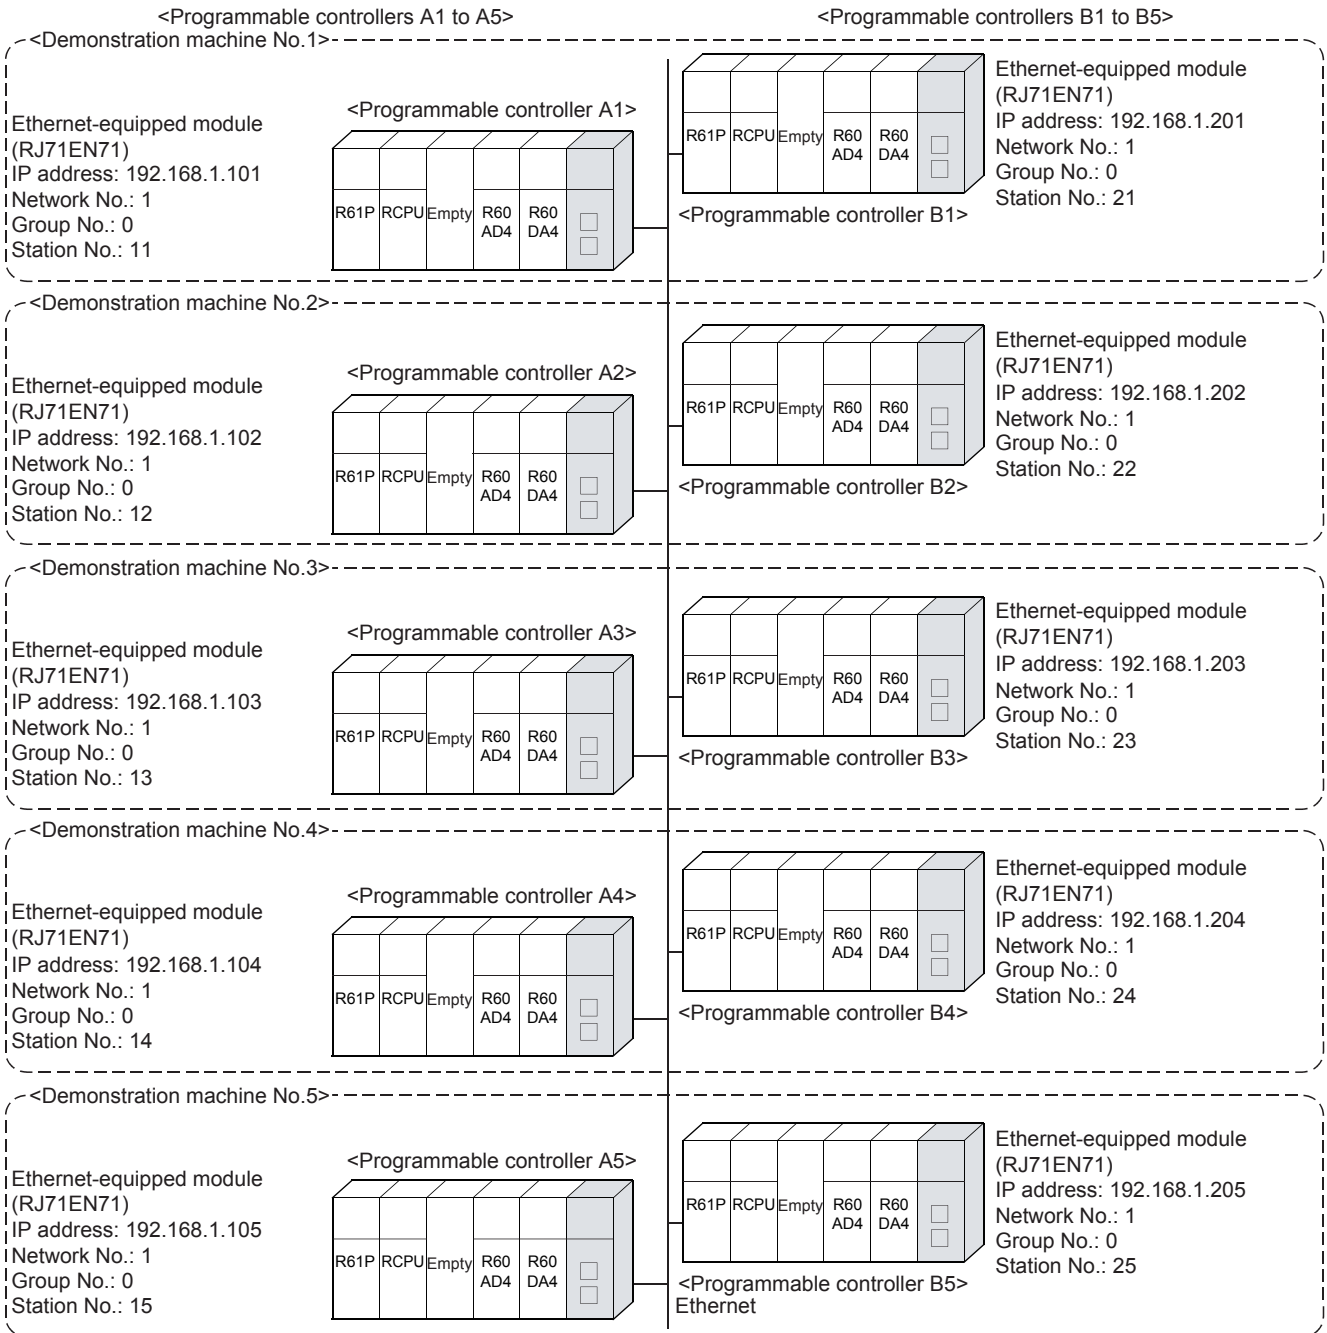 <Programmable controllers A1 to A5>
<Programmable controllers B1 to B5>
<Demonstration machine No.1>
Ethernet-equipped module
(RJ71EN71)
IP address: 192.168.1.101
Network No.: 1
Group No.: 0
Station No.: 11
<Programmable controller A1>
R61P RCPU Empty R60 AD4 R60 DA4
R61P RCPU Empty R60 AD4 R60 DA4
<Programmable controller B1>
Ethernet-equipped module
(RJ71EN71)
IP address: 192.168.1.201
Network No.: 1
Group No.: 0
Station No.: 21
<Demonstration machine No.2>
Ethernet-equipped module
(RJ71EN71)
IP address: 192.168.1.102
Network No.: 1
Group No.: 0
Station No.: 12
<Programmable controller A2>
R61P RCPU Empty R60 AD4 R60 DA4
R61P RCPU Empty R60 AD4 R60 DA4
<Programmable controller B2>
Ethernet-equipped module
(RJ71EN71)
IP address: 192.168.1.202
Network No.: 1
Group No.: 0
Station No.: 22
<Demonstration machine No.3>
Ethernet-equipped module
(RJ71EN71)
IP address: 192.168.1.103
Network No.: 1
Group No.: 0
Station No.: 13
<Programmable controller A3>
R61P RCPU Empty R60 AD4 R60 DA4
R61P RCPU Empty R60 AD4 R60 DA4
<Programmable controller B3>
Ethernet-equipped module
(RJ71EN71)
IP address: 192.168.1.203
Network No.: 1
Group No.: 0
Station No.: 23
<Demonstration machine No.4>
Ethernet-equipped module
(RJ71EN71)
IP address: 192.168.1.104
Network No.: 1
Group No.: 0
Station No.: 14
<Programmable controller A4>
R61P RCPU Empty R60 AD4 R60 DA4
R61P RCPU Empty R60 AD4 R60 DA4
<Programmable controller B4>
Ethernet-equipped module
(RJ71EN71)
IP address: 192.168.1.204
Network No.: 1
Group No.: 0
Station No.: 24
<Demonstration machine No.5>
Ethernet-equipped module
(RJ71EN71)
IP address: 192.168.1.105
Network No.: 1
Group No.: 0
Station No.: 15
<Programmable controller A5>
R61P RCPU Empty R60 AD4 R60 DA4
R61P RCPU Empty R60 AD4 R60 DA4
<Programmable controller B5>
Ethernet
Ethernet-equipped module
(RJ71EN71)
IP address: 192.168.1.205
Network No.: 1
Group No.: 0
Station No.: 25